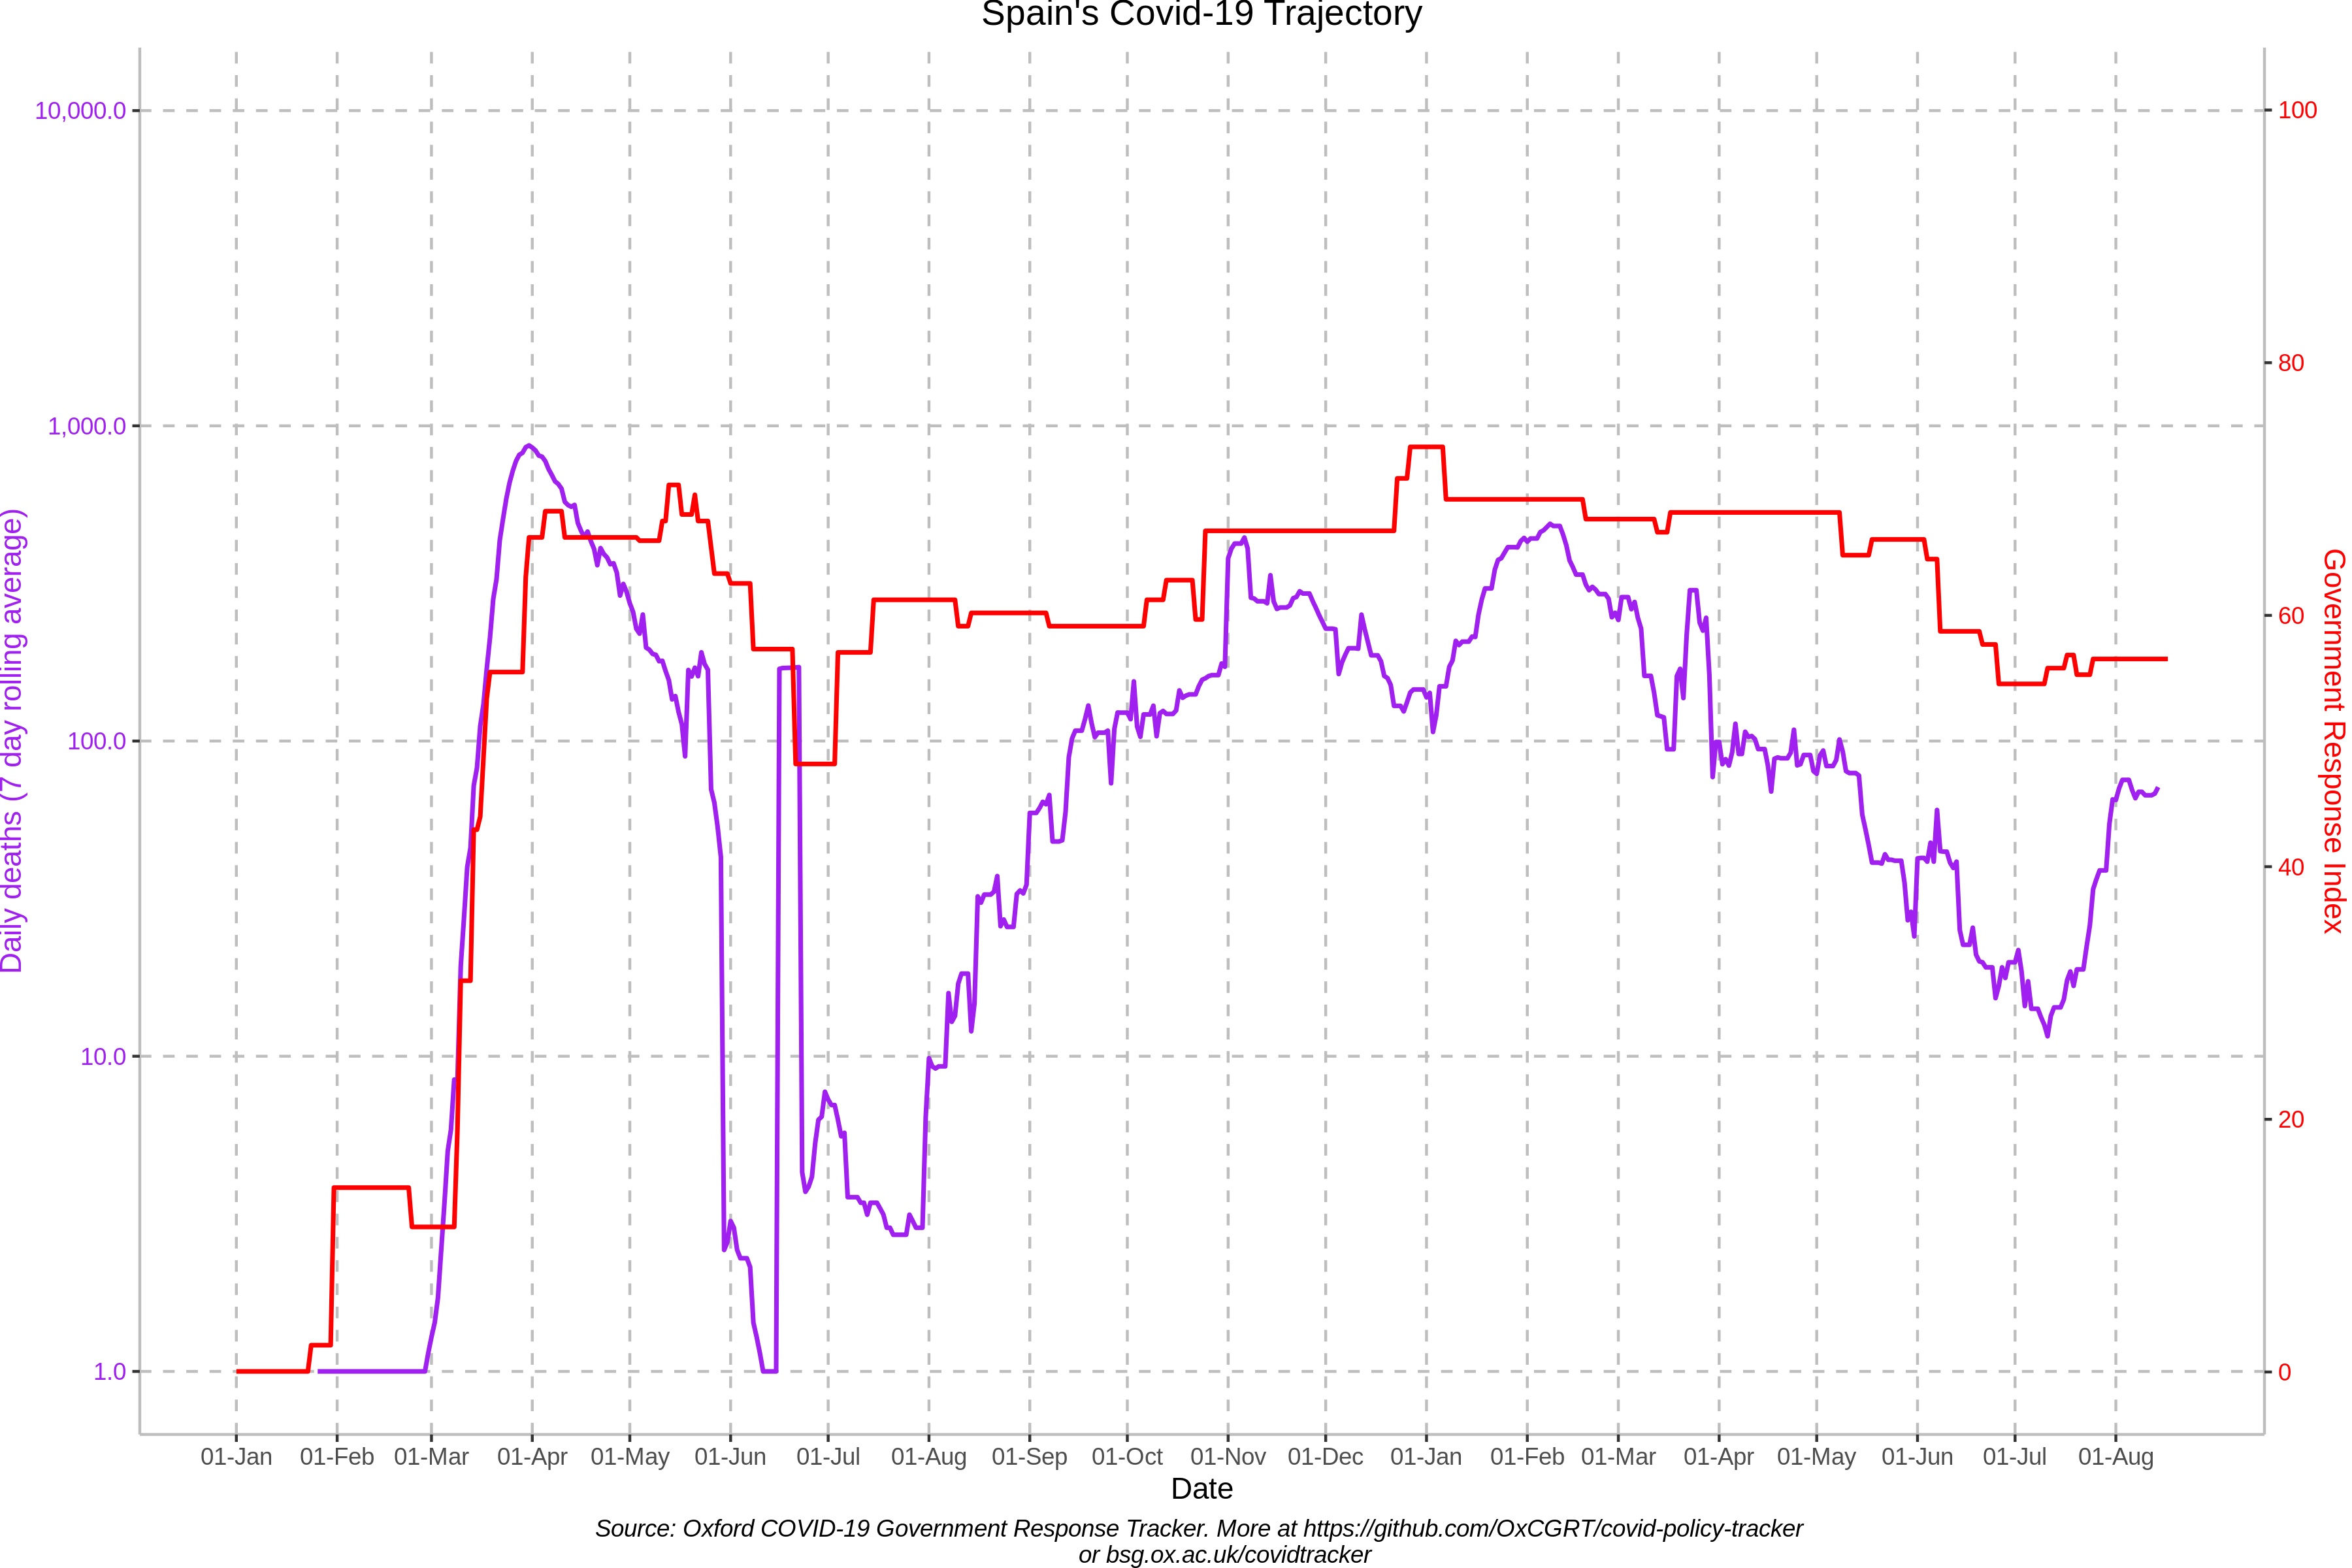 Spain's Covid-19 Trajectory
10,000.0
1,000.0
100.0
10.0
1.0
Daily deaths (7 day rolling average)
100
80
60
40
20
0
Government Response Index
01-Jan 01-Feb 01-Mar 01-Apr 01-May 01-Jun 01-Jul 01-Aug 01-Sep 01-Oct 01-Nov 01-Dec 01-Jan 01-Feb 01-Mar 01-Apr 01-May 01-Jun 01-Jul 01-Aug
Date
Source: Oxford COVID-19 Government Response Tracker. More at https://github.com/OxCGRT/covid-policy-tracker
or bsg.ox.ac.uk/covidtracker